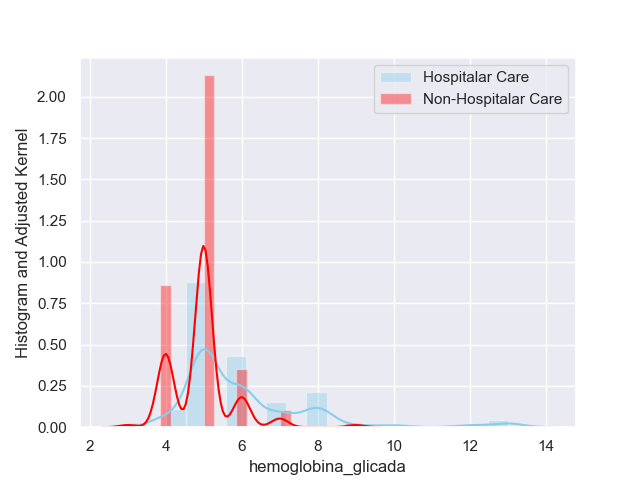 Hospitalar Care
Non-Hospitalar Care
Histogram and Adjusted Kernel
2.00
1.75
1.50
1.25
1.00
0.75
0.50
0.25
0.00
2 4 6 8 10 12 14
hemoglobina_glicada